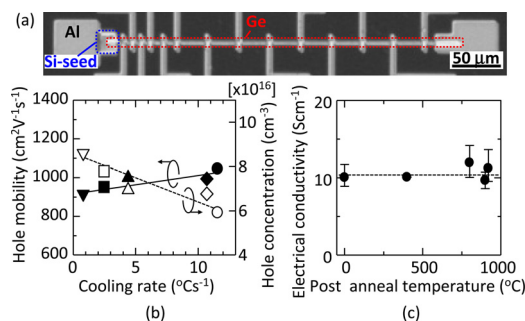 (a)
Al
Ge
Si-seed
50 μm
[x10¹⁶]
Hole mobility (cm²V⁻¹s⁻¹)
1400
1200
1000
800
600
0 5 10
Cooling rate (°Cs⁻¹)
10
8
6
4
Hole concentration (cm⁻³)
(b)
Electrical conductivity (Scm⁻¹)
20
15
10
5
0
0 500 1000
Post anneal temperature (°C)
(c)